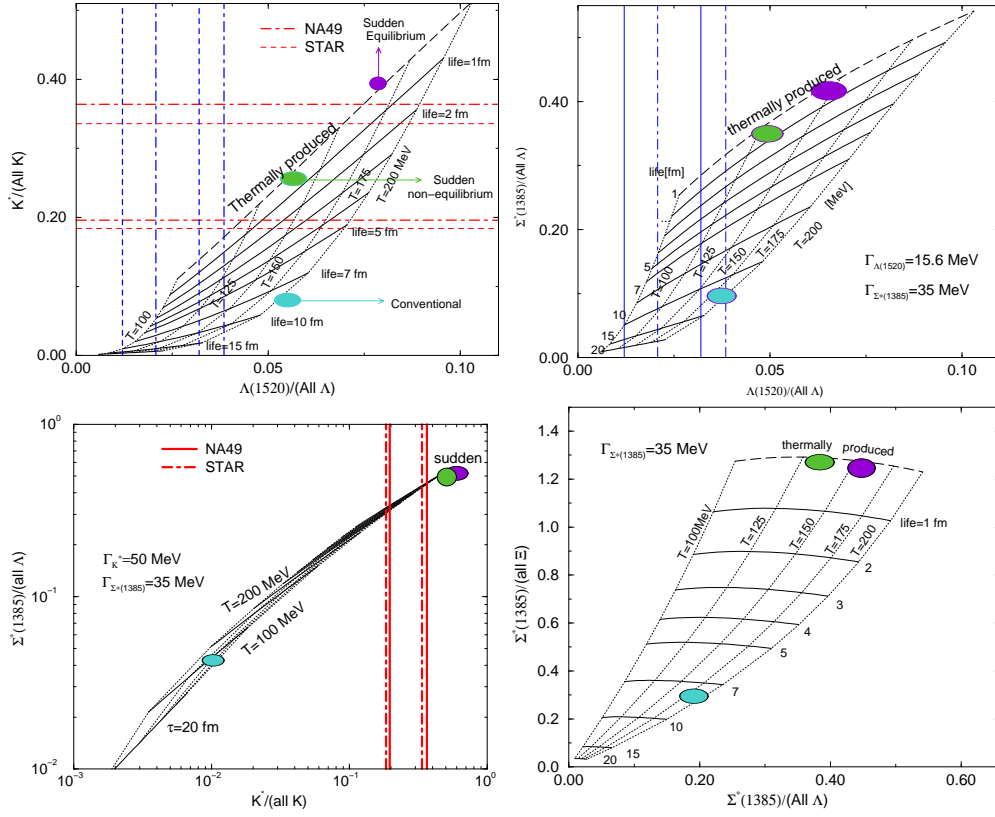 Sudden
Equilibrium
NA49
STAR
life=1fm
life=2 fm
Thermally produced
T=175
T=200 MeV
Sudden
non-equilibrium
life=5 fm
T=150
T=125
life=7 fm
T=100
Conventional
life=10 fm
life=15 fm
0.40
0.20
0.00
K*/(All K)
0.00
0.05
0.10
Λ(1520)/(All Λ)
thermally produced
life[fm]
1
5
7
10
15
20
T=100
T=125
T=150
T=175
T=200
[MeV]
Γ_Λ(1520)=15.6 MeV
Γ_Σ*(1385)=35 MeV
0.40
0.20
0.00
Σ*(1385)/(All Λ)
0.00
0.05
0.10
Λ(1520)/(All Λ)
NA49
STAR
sudden
Γ_K*=50 MeV
Γ_Σ*(1385)=35 MeV
T=200 MeV
T=100 MeV
τ=20 fm
10⁰
10⁻¹
10⁻²
Σ*(1385)/(all Λ)
10⁻³
10⁻²
10⁻¹
10⁰
K*/(all K)
Γ_Σ*(1385)=35 MeV
thermally
produced
T=100MeV
T=125
T=150
T=175
T=200
life=1 fm
2
3
4
5
7
10
15
20
1.4
1.2
1.0
0.8
0.6
0.4
0.2
0.0
Σ*(1385)/(all Ξ)
0.00
0.20
0.40
0.60
Σ*(1385)/(All Λ)